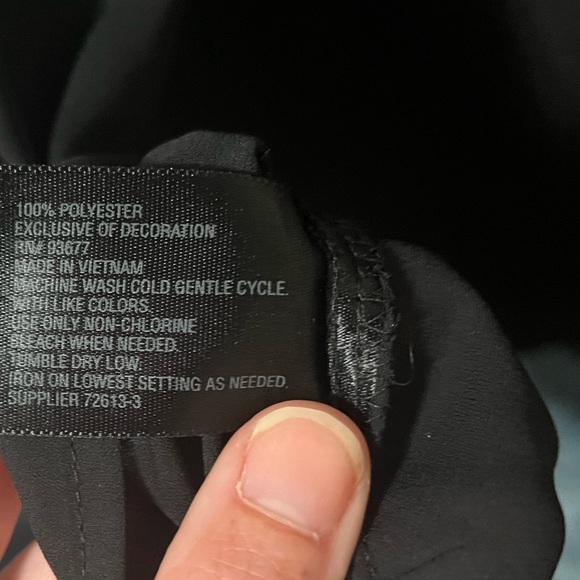 100% POLYESTER
EXCLUSIVE OF DECORATION
RN# 93677
MADE IN VIETNAM
MACHINE WASH COLD GENTLE CYCLE.
WITH LIKE COLORS.
USE ONLY NON-CHLORINE
BLEACH WHEN NEEDED.
TUMBLE DRY LOW.
IRON ON LOWEST SETTING AS NEEDED.
SUPPLIER 72613-3